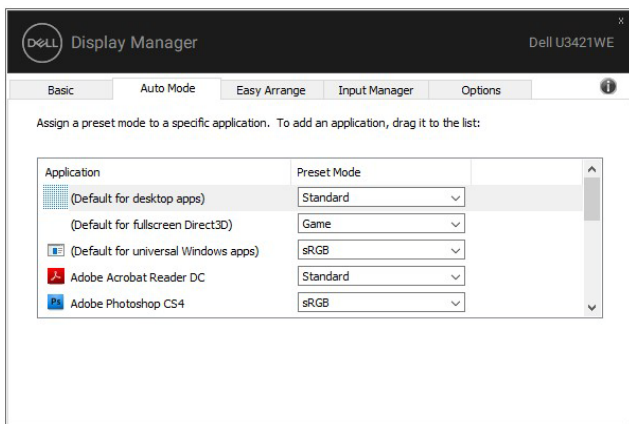 DELL Display Manager Dell U3421WE
x
Basic Auto Mode Easy Arrange Input Manager Options i
Assign a preset mode to a specific application. To add an application, drag it to the list:
Application Preset Mode
(Default for desktop apps) Standard
(Default for fullscreen Direct3D) Game
(Default for universal Windows apps) sRGB
Adobe Acrobat Reader DC Standard
Ps Adobe Photoshop CS4 sRGB